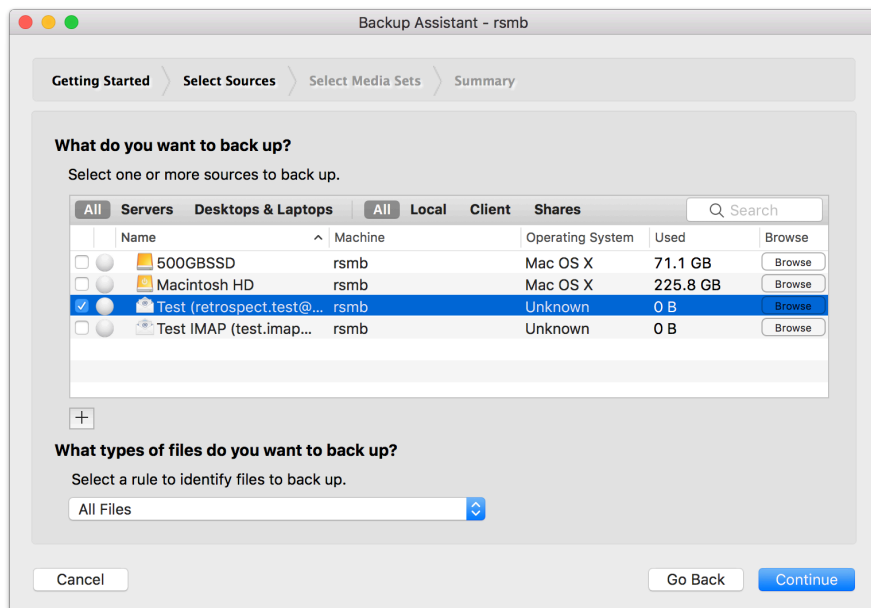 Backup Assistant - rsmb
Getting Started Select Sources Select Media Sets Summary
What do you want to back up?
Select one or more sources to back up.
All Servers Desktops & Laptops All Local Client Shares Search
Name Machine Operating System Used Browse
500GBSSD rsmb Mac OS X 71.1 GB Browse
Macintosh HD rsmb Mac OS X 225.8 GB Browse
Test (retrospect.test@... rsmb Unknown 0 B Browse
Test IMAP (test.imap... rsmb Unknown 0 B Browse
What types of files do you want to back up?
Select a rule to identify files to back up.
All Files
Cancel Go Back Continue